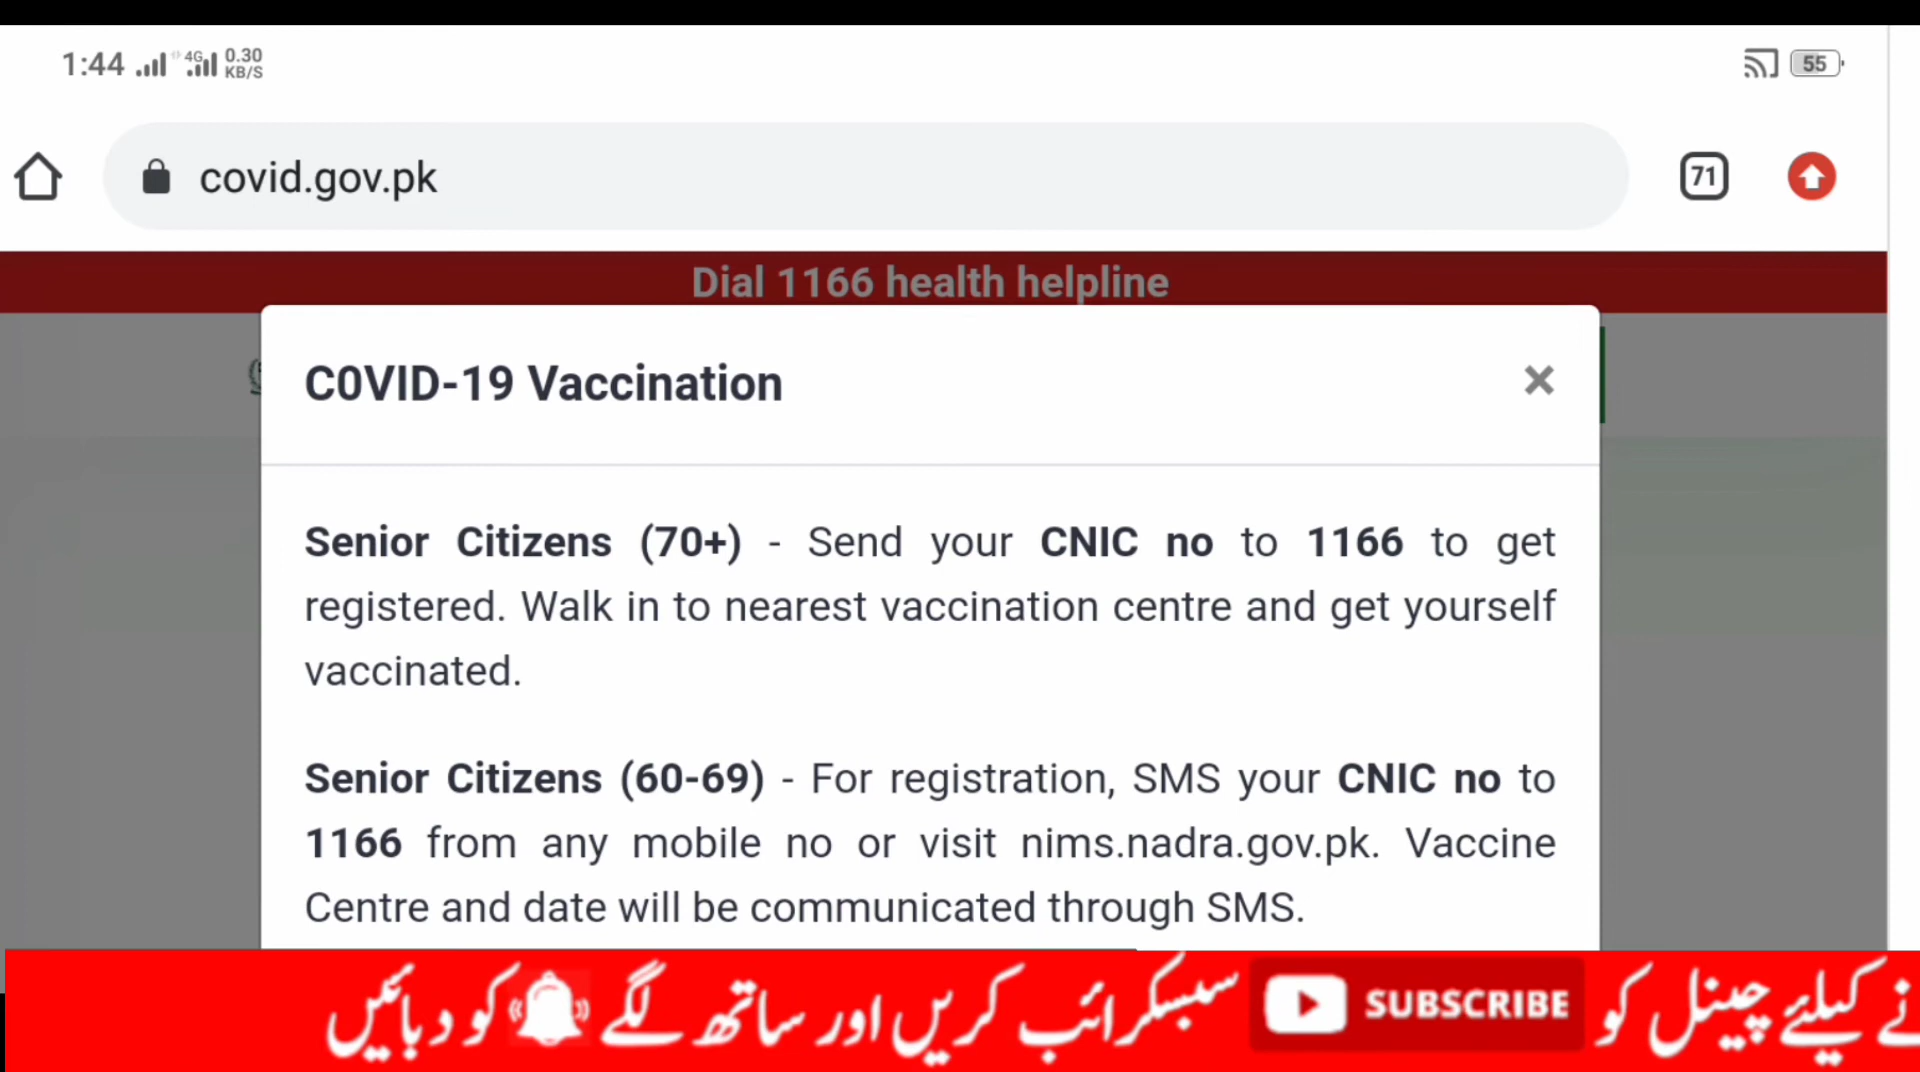 1:44 4G 0.30 KB/S 55
covid.gov.pk 71
Dial 1166 health helpline
C0VID-19 Vaccination ×
Senior Citizens (70+) - Send your CNIC no to 1166 to get
registered. Walk in to nearest vaccination centre and get yourself
vaccinated.
Senior Citizens (60-69) - For registration, SMS your CNIC no to
1166 from any mobile no or visit nims.nadra.gov.pk. Vaccine
Centre and date will be communicated through SMS.
نے کیلئے چینل کو SUBSCRIBE سبسکرائب کریں اور ساتھ لگے کو دبائیں